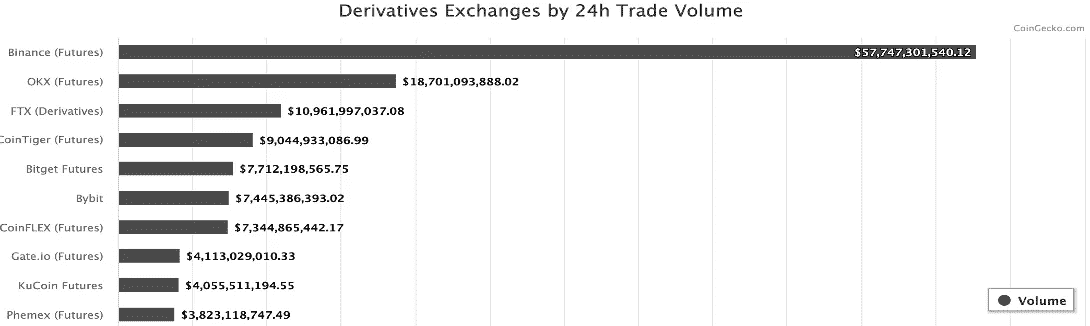 Derivatives Exchanges by 24h Trade Volume
CoinGecko.com
Binance (Futures) $57,747,301,540.12
OKX (Futures) $18,701,093,888.02
FTX (Derivatives) $10,961,997,037.08
CoinTiger (Futures) $9,044,933,086.99
Bitget Futures $7,712,198,565.75
Bybit $7,445,386,393.02
CoinFLEX (Futures) $7,344,865,442.17
Gate.io (Futures) $4,113,029,010.33
KuCoin Futures $4,055,511,194.55
Phemex (Futures) $3,823,118,747.49
Volume